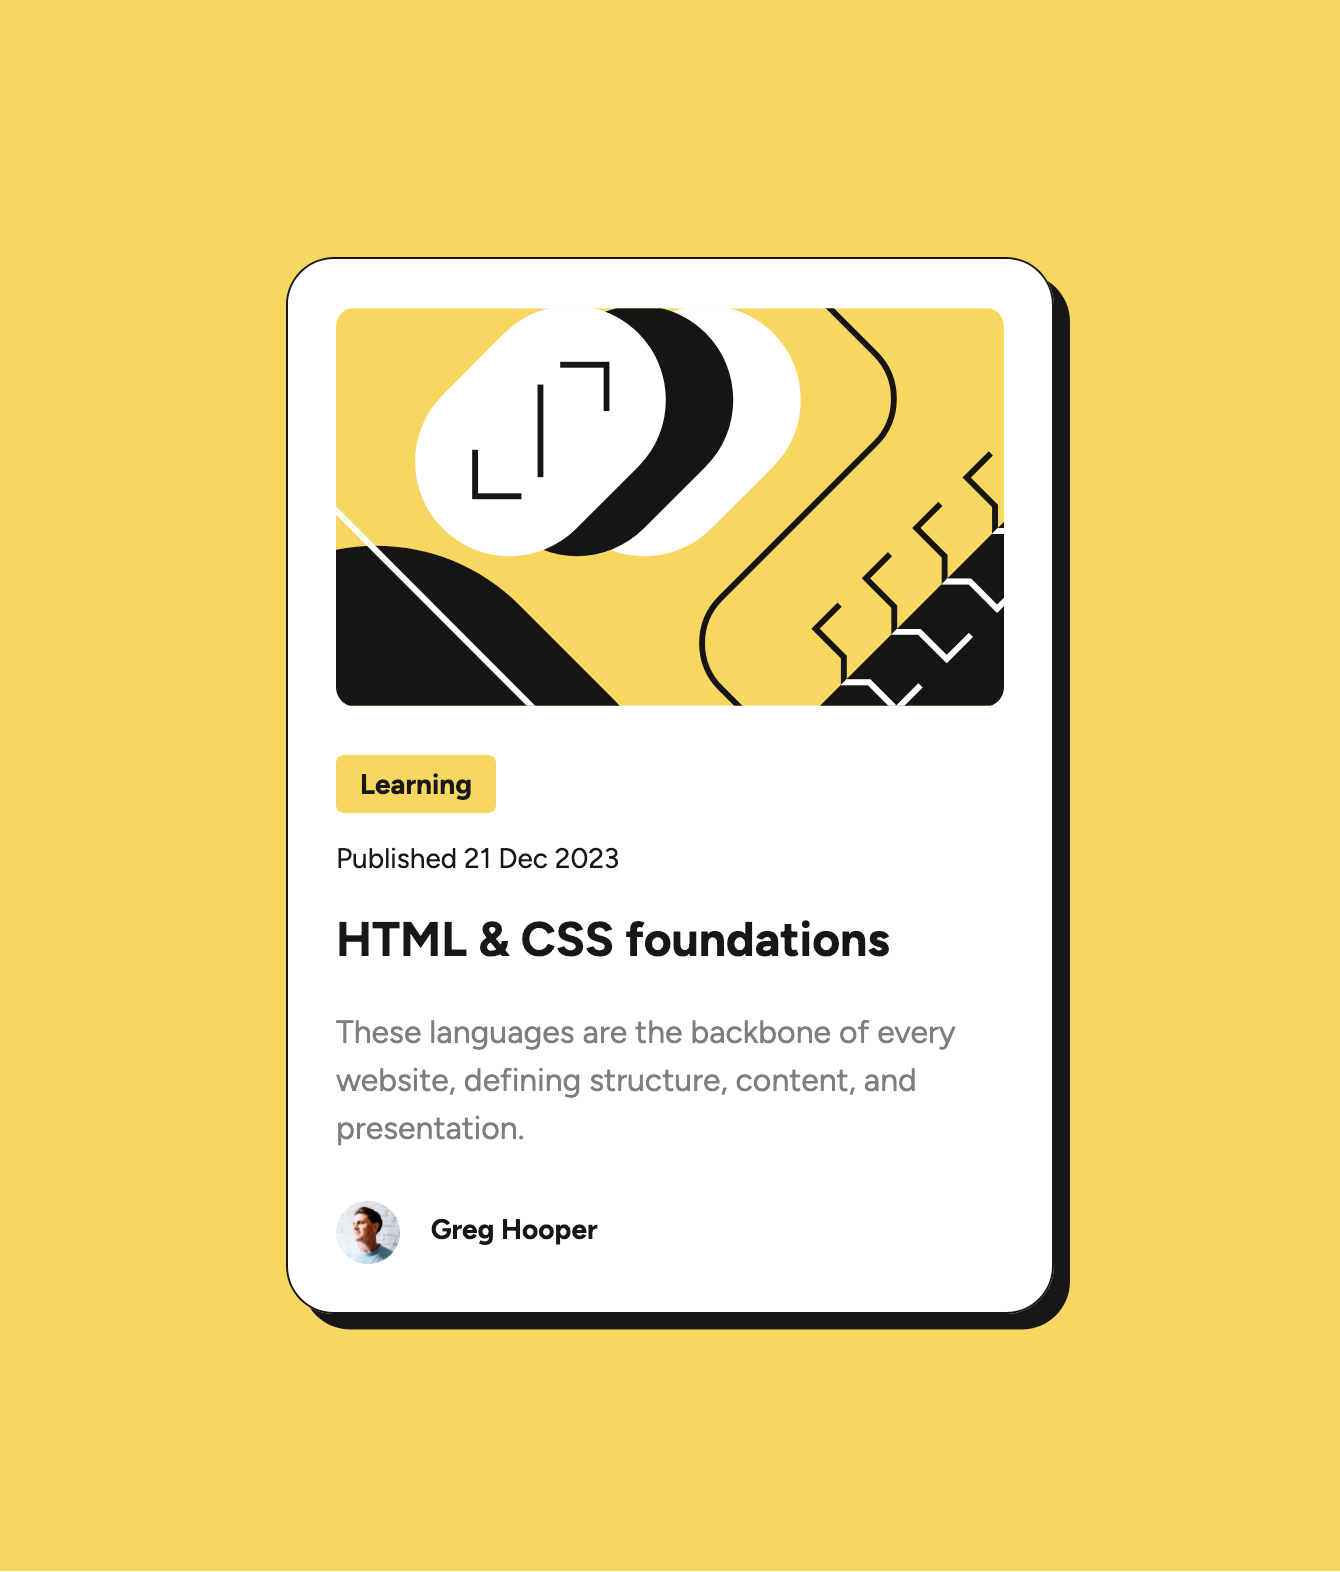 Learning
Published 21 Dec 2023
HTML & CSS foundations
These languages are the backbone of every
website, defining structure, content, and
presentation.
Greg Hooper